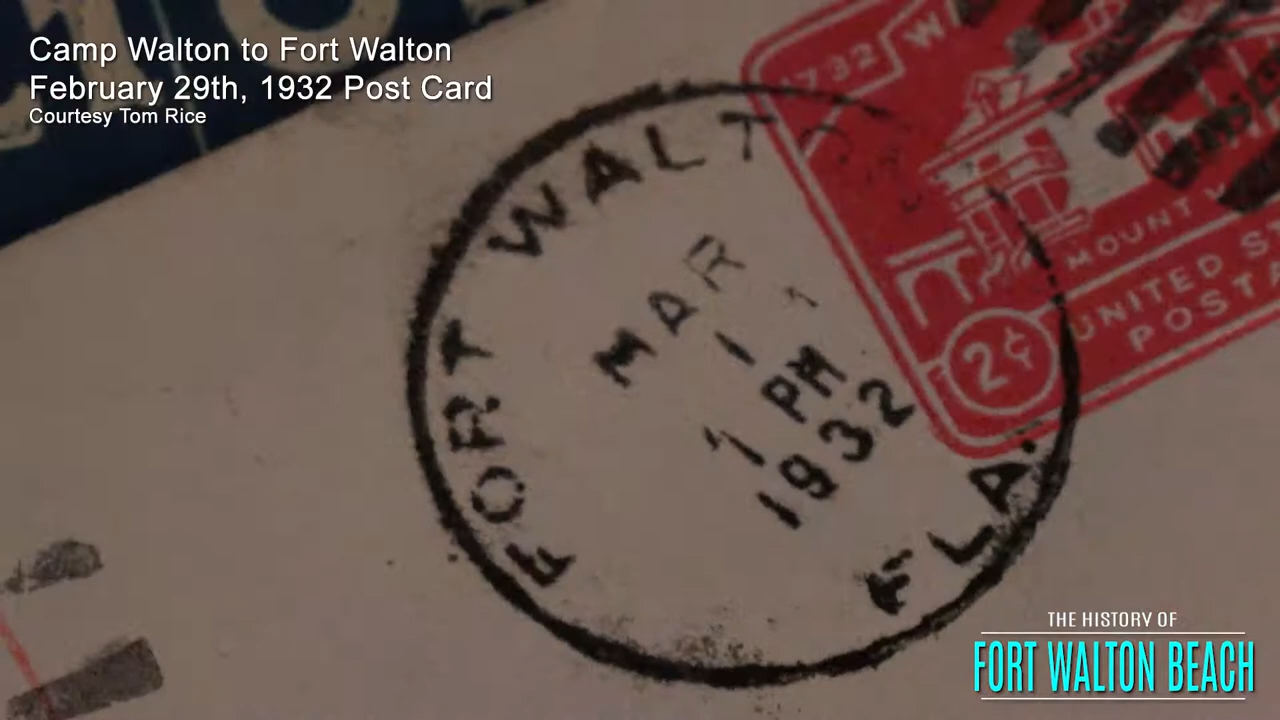 Camp Walton to Fort Walton
February 29th, 1932 Post Card
Courtesy Tom Rice
1732
FORT WALT
MAR
1
1 PM
1932
FLA.
MOUNT
UNITED
POSTA
2¢
THE HISTORY OF
FORT WALTON BEACH